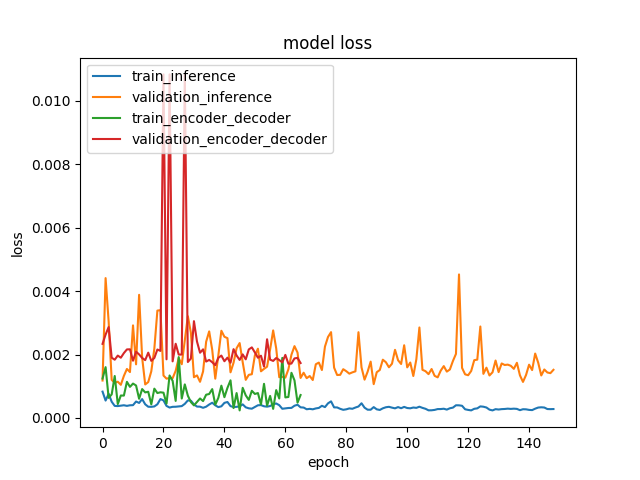 model loss
train_inference
validation_inference
train_encoder_decoder
validation_encoder_decoder
loss
0.010
0.008
0.006
0.004
0.002
0.000
0 20 40 60 80 100 120 140
epoch